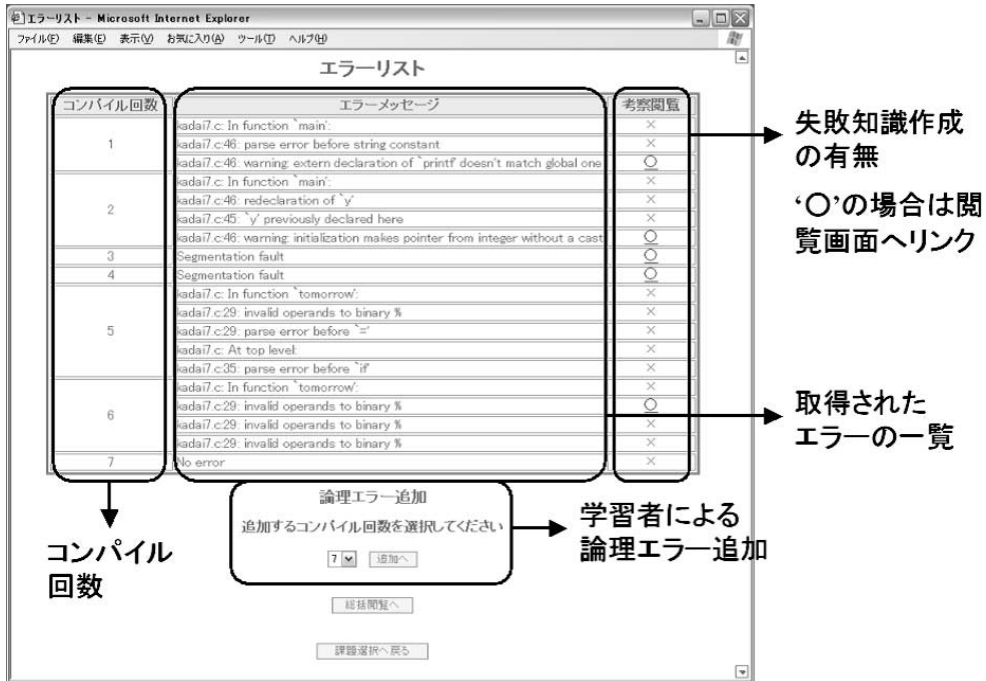 エラーリスト - Microsoft Internet Explorer
ファイル(F) 編集(E) 表示(V) お気に入り(A) ツール(T) ヘルプ(H)
エラーリスト
コンパイル回数 エラーメッセージ 考察閲覧
1
kadai7.c: In function `main': ×
kadai7.c:46: parse error before string constant ×
kadai7.c:46: warning: extern declaration of `printf' doesn't match global one ○
2
kadai7.c: In function `main': ×
kadai7.c:46: redeclaration of `y' ×
kadai7.c:45: `y' previously declared here ×
kadai7.c:46: warning: initialization makes pointer from integer without a cast ○
3 Segmentation fault ○
4 Segmentation fault ○
5
kadai7.c: In function `tomorrow': ×
kadai7.c:29: invalid operands to binary % ×
kadai7.c:29: parse error before `=' ×
kadai7.c: At top level: ×
kadai7.c:35: parse error before `if' ×
6
kadai7.c: In function `tomorrow': ×
kadai7.c:29: invalid operands to binary % ○
kadai7.c:29: invalid operands to binary % ×
kadai7.c:29: invalid operands to binary % ×
7 No error ×
論理エラー追加
追加するコンパイル回数を選択してください
7 追加へ
総括閲覧へ
課題選択へ戻る
失敗知識作成
の有無
‘○’の場合は閲
覧画面へリンク
取得された
エラーの一覧
学習者による
論理エラー追加
コンパイル
回数